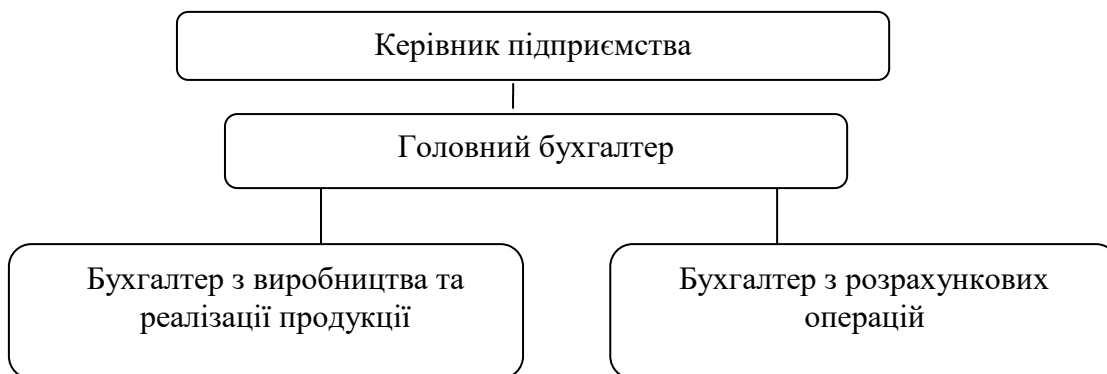 Керівник підприємства
Головний бухгалтер
Бухгалтер з виробництва та
реалізації продукції
Бухгалтер з розрахункових
операцій